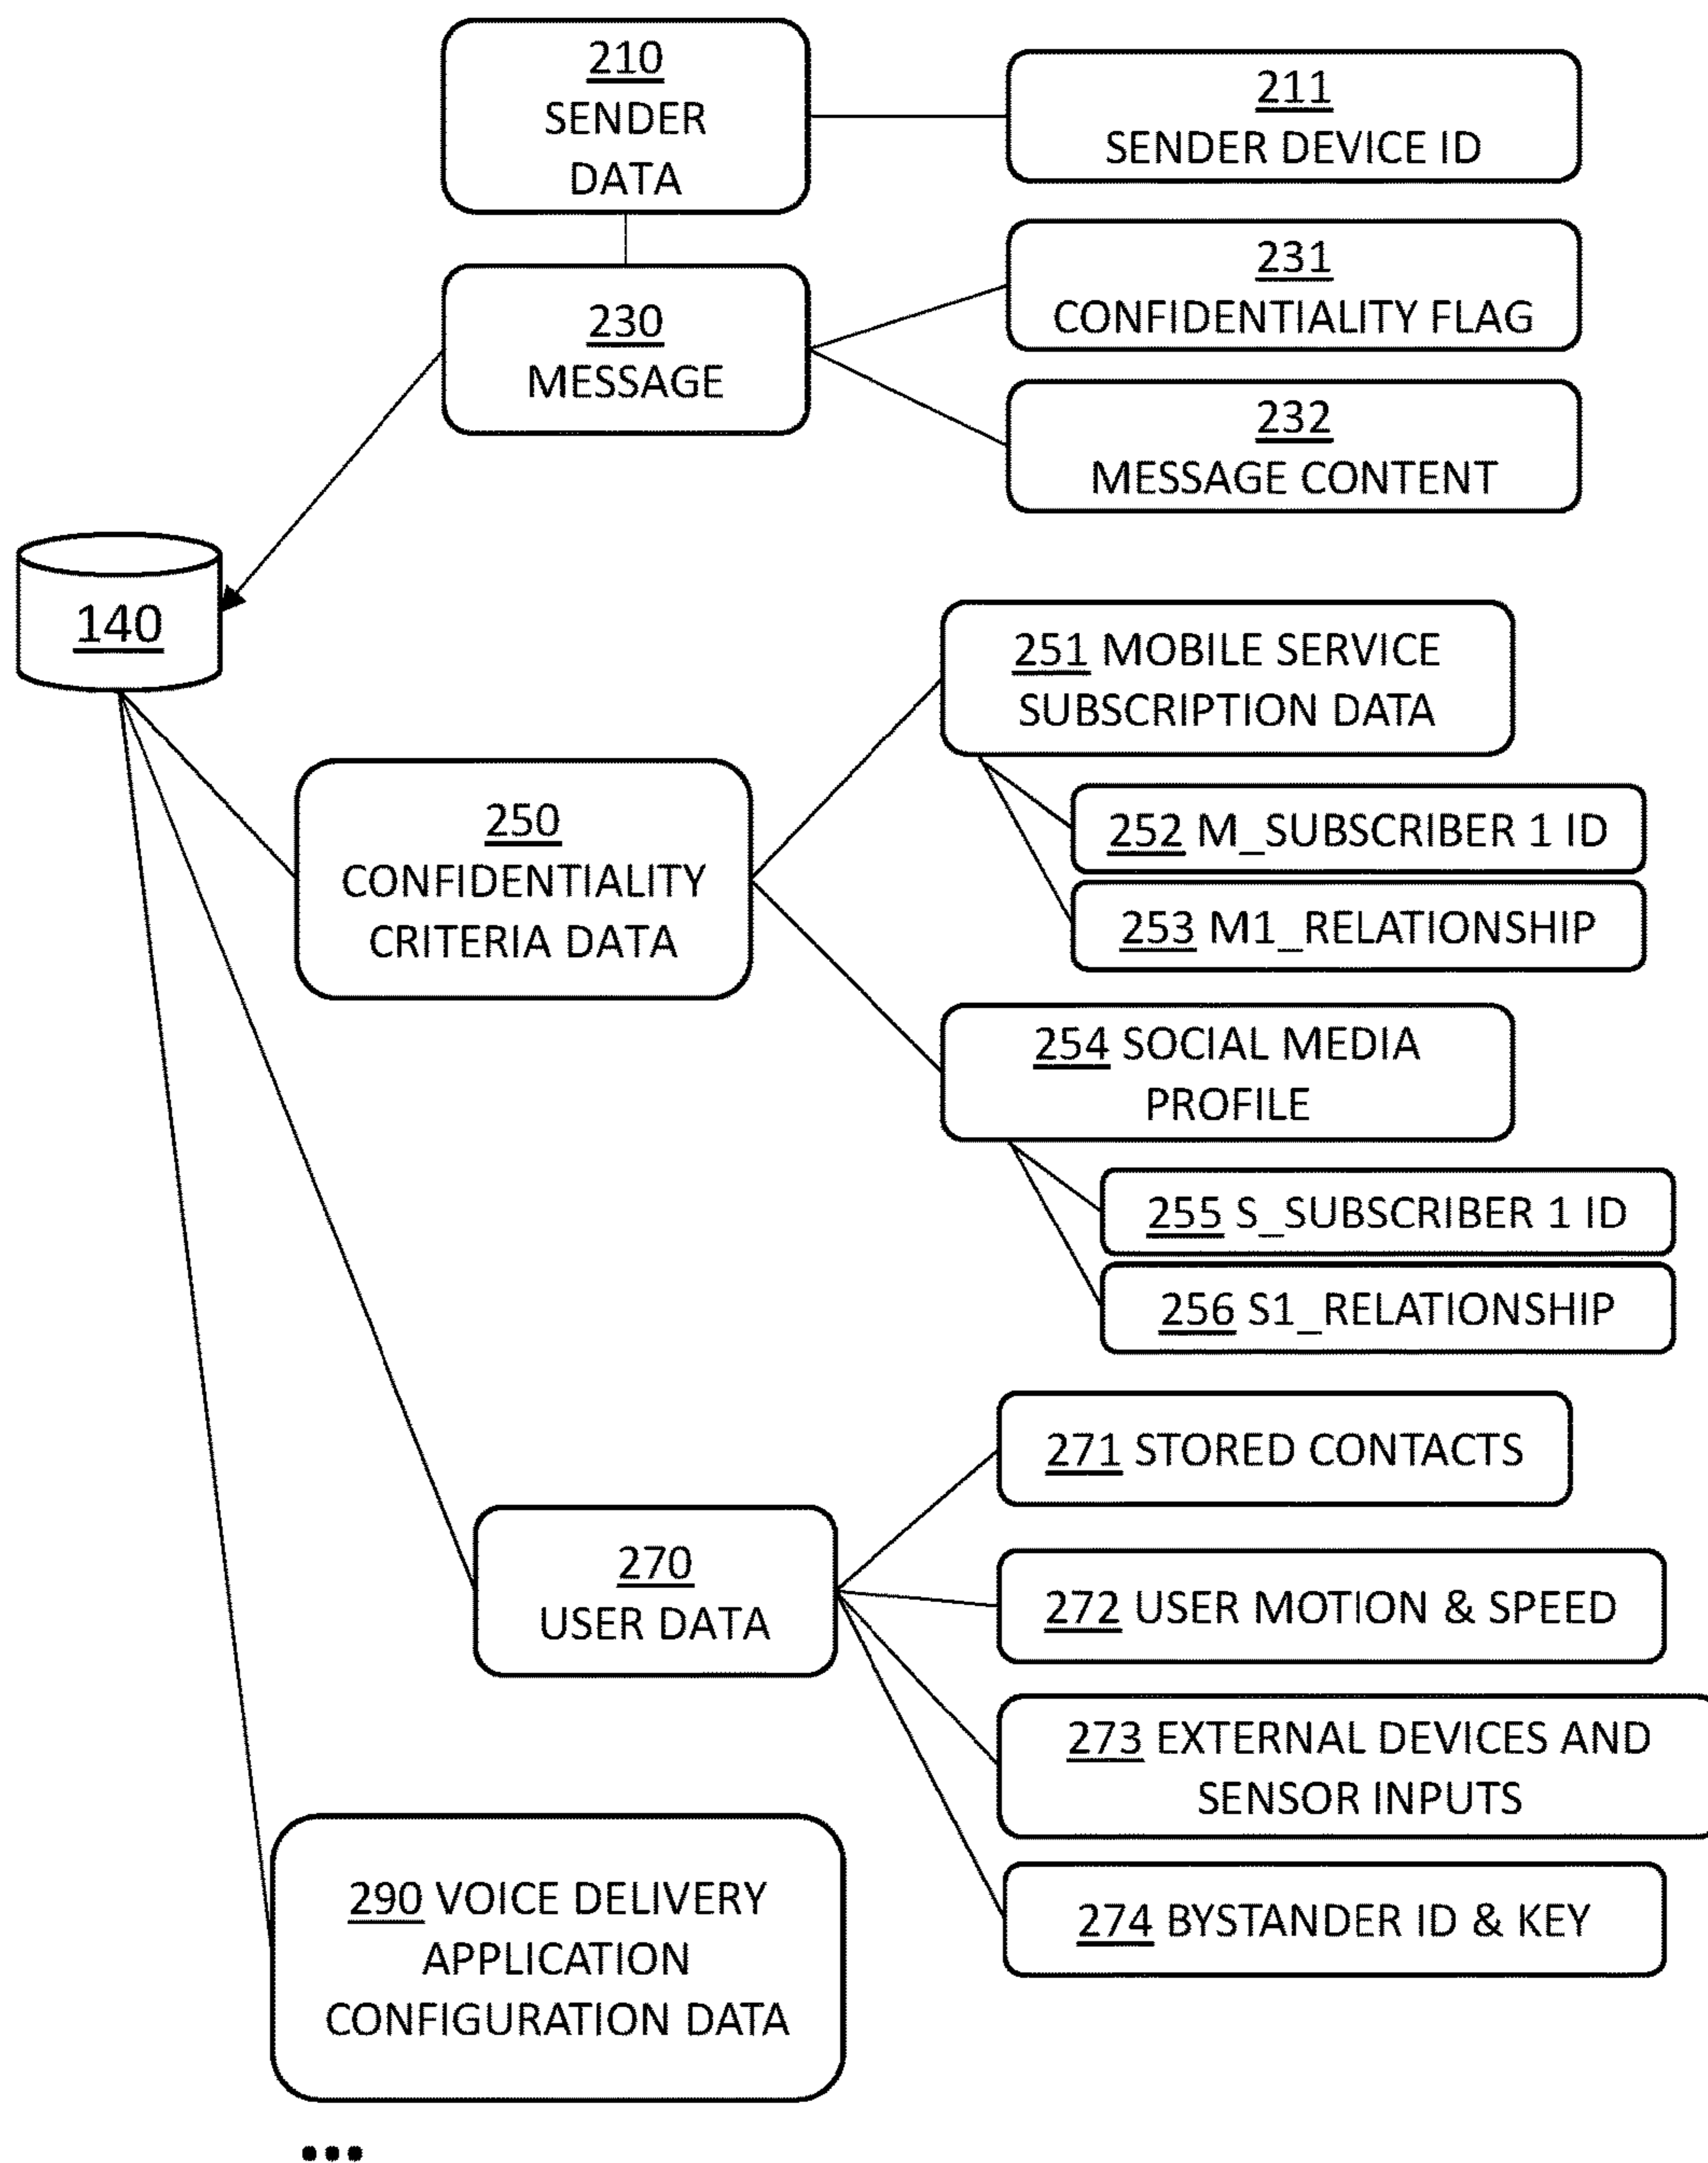 210
SENDER
DATA
211
SENDER DEVICE ID
231
CONFIDENTIALITY FLAG
230
MESSAGE
232
MESSAGE CONTENT
140
251 MOBILE SERVICE
SUBSCRIPTION DATA
252 M_SUBSCRIBER 1 ID
253 M1_RELATIONSHIP
250
CONFIDENTIALITY
CRITERIA DATA
254 SOCIAL MEDIA
PROFILE
255 S_SUBSCRIBER 1 ID
256 S1_RELATIONSHIP
271 STORED CONTACTS
270
USER DATA
272 USER MOTION & SPEED
273 EXTERNAL DEVICES AND
SENSOR INPUTS
274 BYSTANDER ID & KEY
290 VOICE DELIVERY
APPLICATION
CONFIGURATION DATA
...